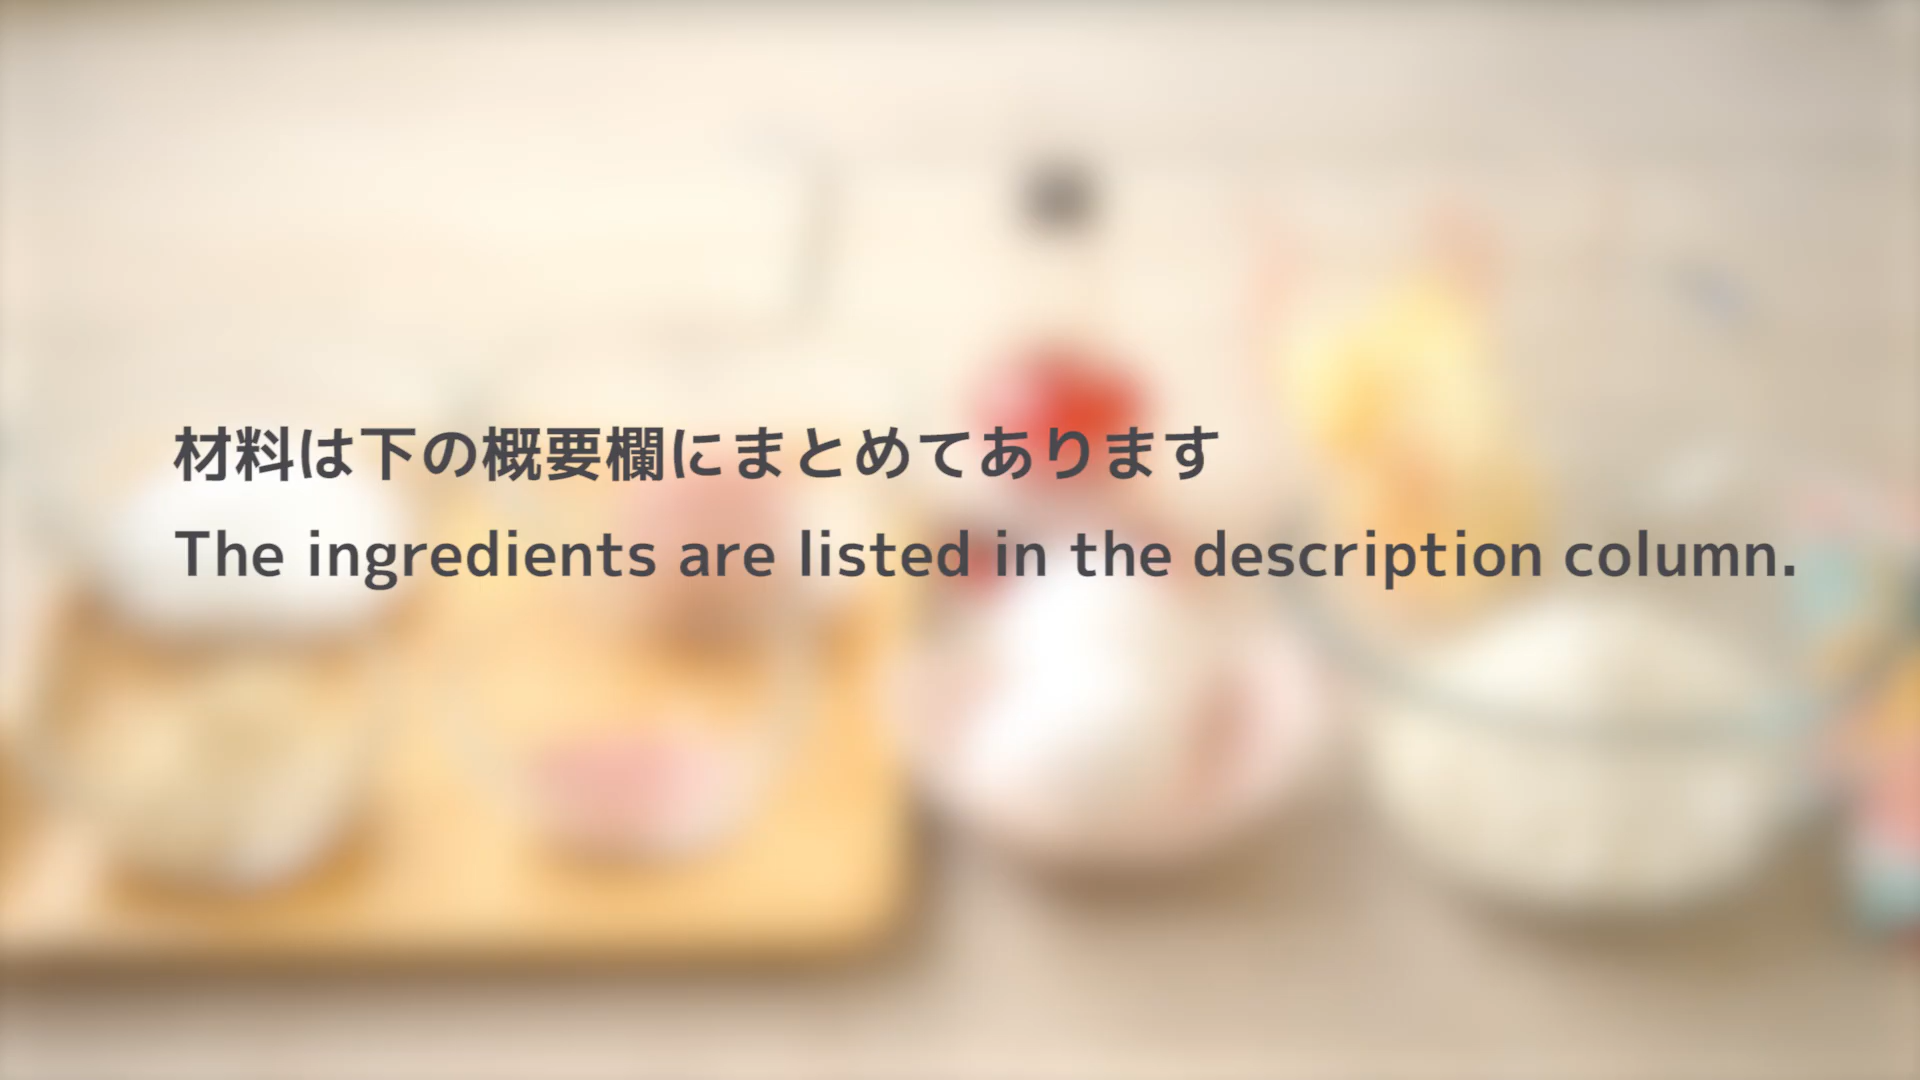 材料は下の概要欄にまとめてあります
The ingredients are listed in the description column.